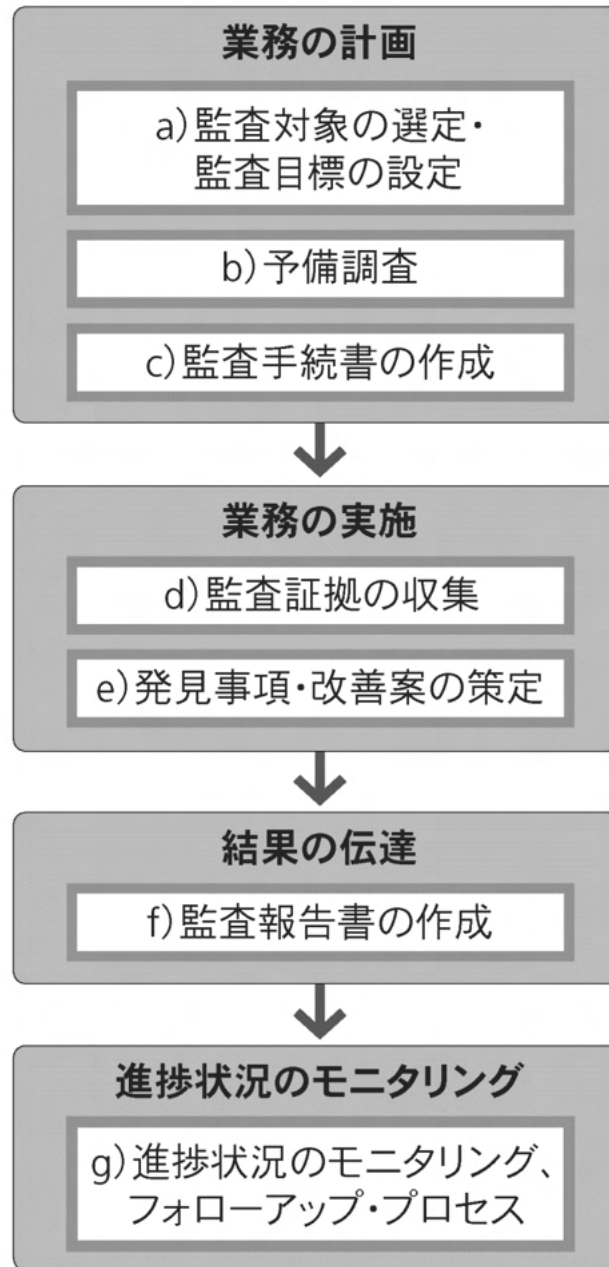 業務の計画
a)監査対象の選定・
監査目標の設定
b)予備調査
c)監査手続書の作成
業務の実施
d)監査証拠の収集
e)発見事項・改善案の策定
結果の伝達
f)監査報告書の作成
進捗状況のモニタリング
g)進捗状況のモニタリング、
フォローアップ・プロセス